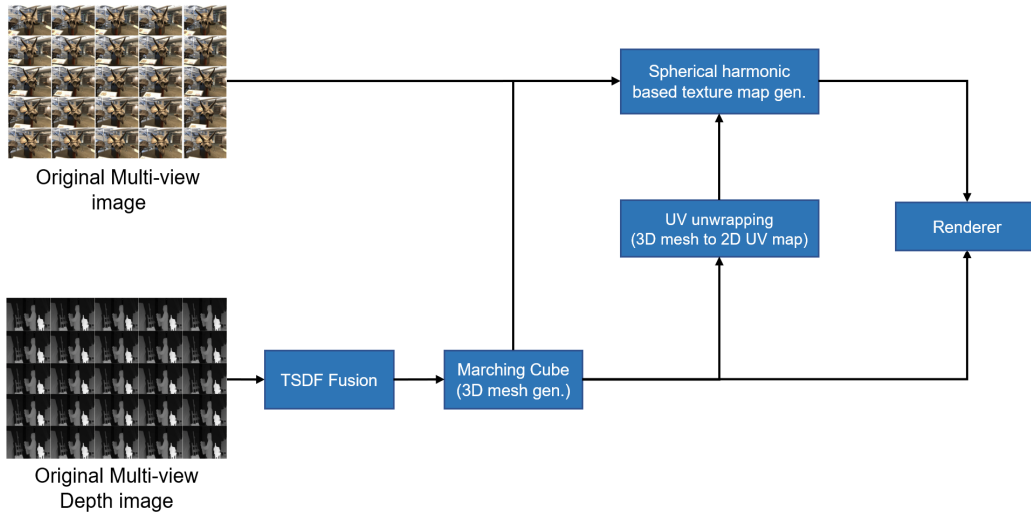 Original Multi-view
image
Spherical harmonic
based texture map gen.
UV unwrapping
(3D mesh to 2D UV map)
Renderer
TSDF Fusion
Marching Cube
(3D mesh gen.)
Original Multi-view
Depth image